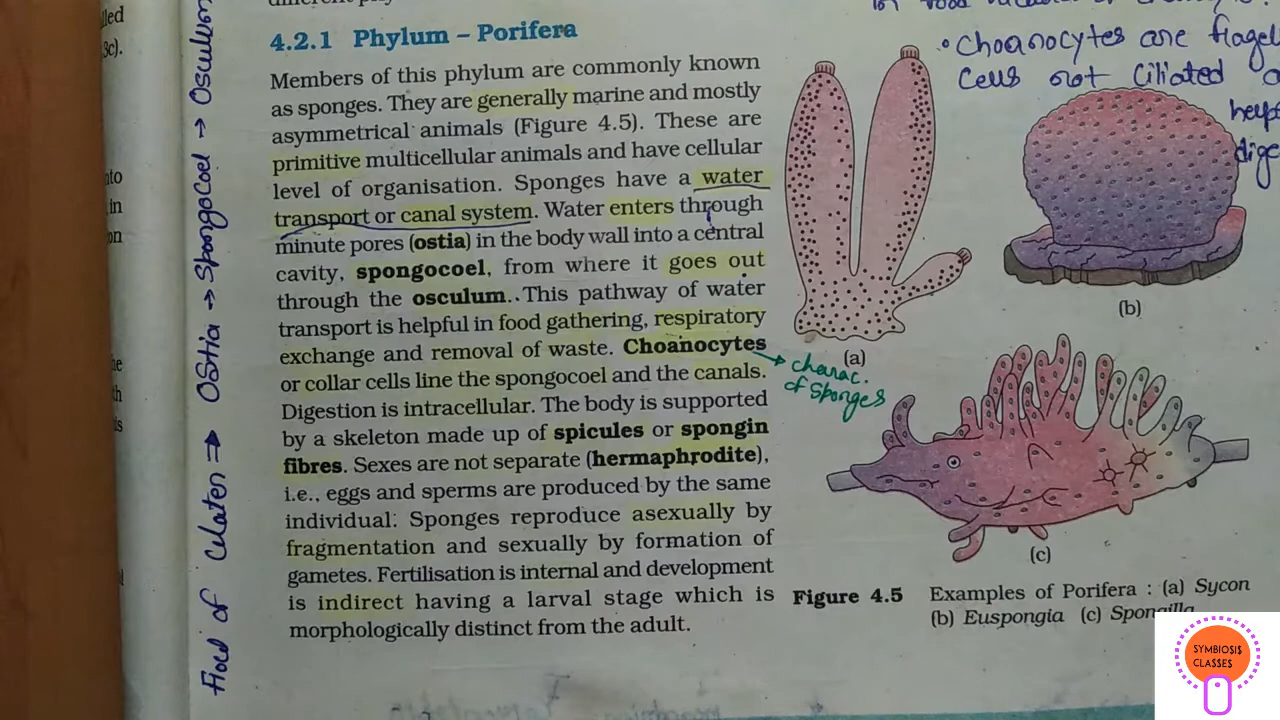 4.2.1 Phylum – Porifera
Members of this phylum are commonly known
as sponges. They are generally marine and mostly
asymmetrical animals (Figure 4.5). These are
primitive multicellular animals and have cellular
level of organisation. Sponges have a water
transport or canal system. Water enters through
minute pores (ostia) in the body wall into a central
cavity, spongocoel, from where it goes out
through the osculum. This pathway of water
transport is helpful in food gathering, respiratory
exchange and removal of waste. Choanocytes
or collar cells line the spongocoel and the canals.
Digestion is intracellular. The body is supported
by a skeleton made up of spicules or spongin
fibres. Sexes are not separate (hermaphrodite),
i.e., eggs and sperms are produced by the same
individual. Sponges reproduce asexually by
fragmentation and sexually by formation of
gametes. Fertilisation is internal and development
is indirect having a larval stage which is
morphologically distinct from the adult.
of water ⇒ Ostia → Spongocoel → Osculum
• Choanocytes are flagel
cells not ciliated
help
dige
charac.
of sponges
(a)
(b)
(c)
Figure 4.5 Examples of Porifera : (a) Sycon
(b) Euspongia (c) Spongilla
3c).
SYMBIOSIS
CLASSES